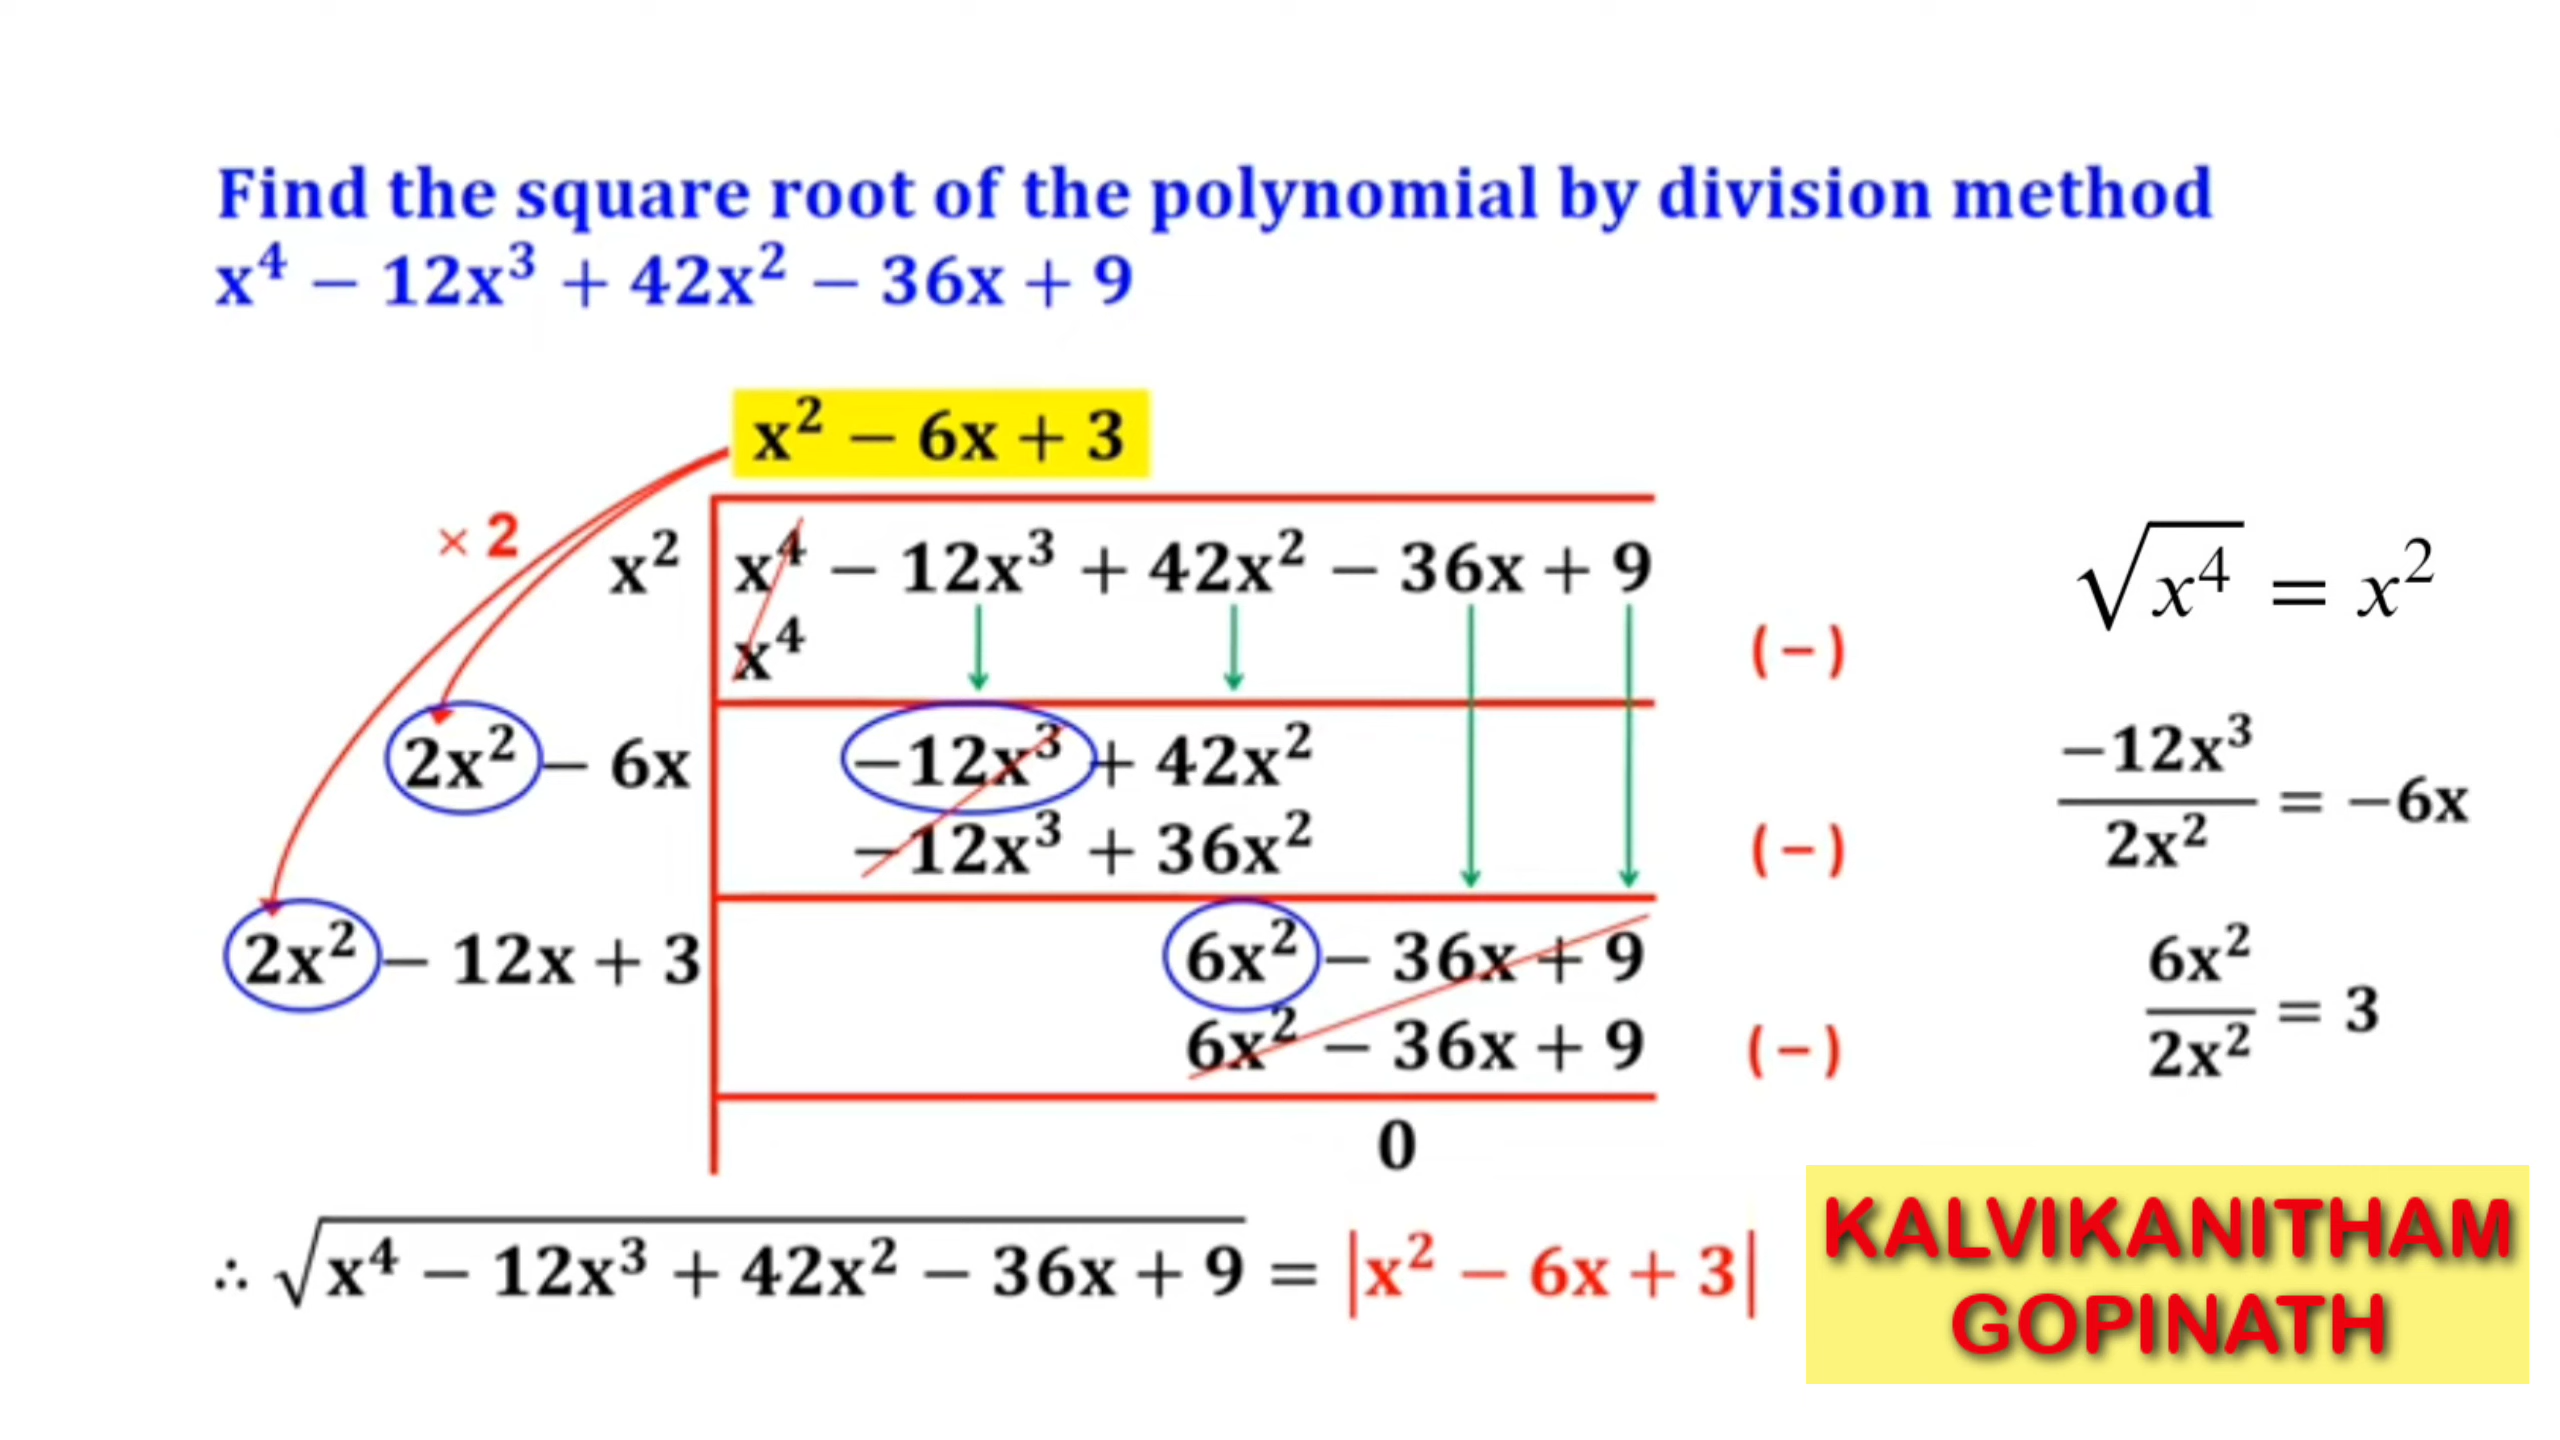 Find the square root of the polynomial by division method
x⁴ − 12x³ + 42x² − 36x + 9
x² − 6x + 3
× 2
x² x⁴ − 12x³ + 42x² − 36x + 9
√x⁴ = x²
x⁴ (−)
2x² − 6x −12x³ + 42x²
−12x³ / 2x² = −6x
−12x³ + 36x² (−)
2x² − 12x + 3 6x² − 36x + 9
6x² / 2x² = 3
6x² − 36x + 9 (−)
0
∴ √x⁴ − 12x³ + 42x² − 36x + 9 = |x² − 6x + 3|
KALVIKANITHAM
GOPINATH